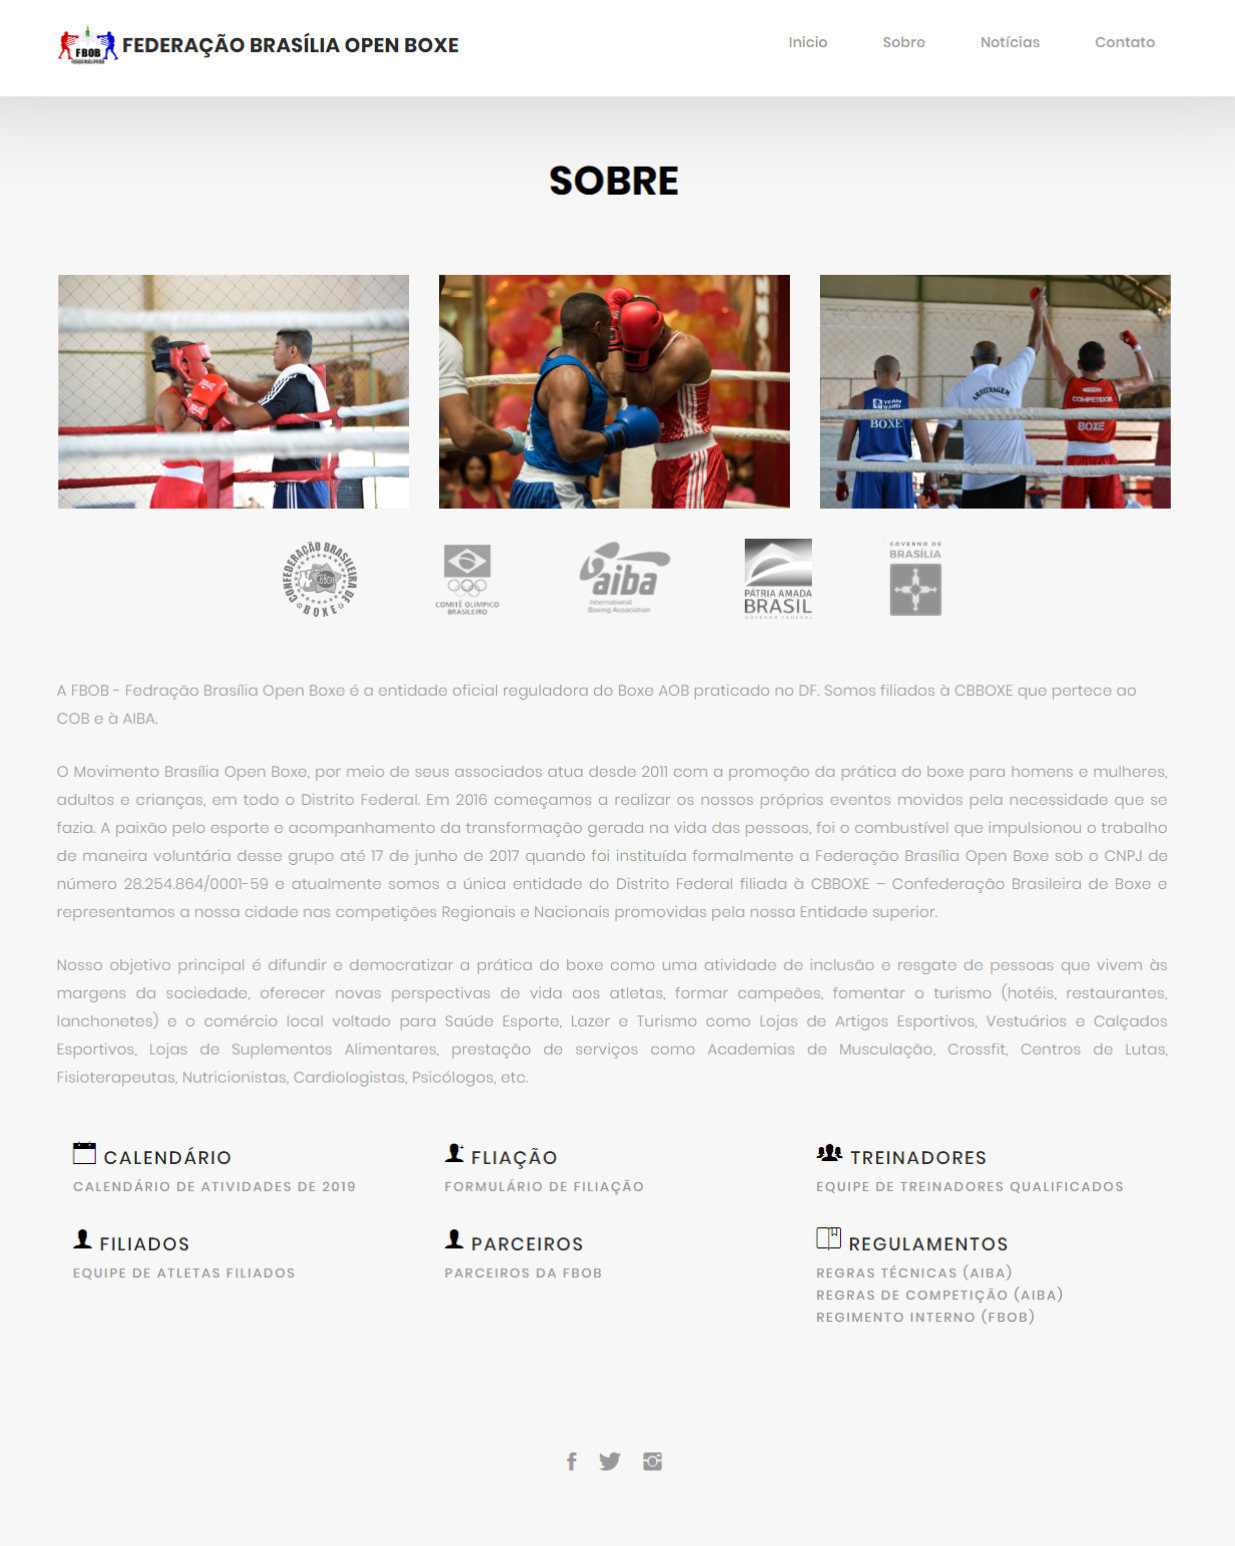 FBOB
FEDERAÇÃO BRASÍLIA OPEN BOXE
Inicio
Sobre
Notícias
Contato
SOBRE
EVERLAST
ARBITRAGEM
TEAM
BOXE
COMPETIDOR
BOXE
CONFEDERAÇÃO BRASILEIRA DE BOXE
COMITÊ OLÍMPICO
BRASILEIRO
aiba
International
Boxing Association
PÁTRIA AMADA
BRASIL
GOVERNO FEDERAL
GOVERNO DE
BRASÍLIA
A FBOB - Fedração Brasília Open Boxe é a entidade oficial reguladora do Boxe AOB praticado no DF. Somos filiados à CBBOXE que pertece ao
COB e à AIBA.
O Movimento Brasília Open Boxe, por meio de seus associados atua desde 2011 com a promoção da prática do boxe para homens e mulheres,
adultos e crianças, em todo o Distrito Federal. Em 2016 começamos a realizar os nossos próprios eventos movidos pela necessidade que se
fazia. A paixão pelo esporte e acompanhamento da transformação gerada na vida das pessoas, foi o combustível que impulsionou o trabalho
de maneira voluntária desse grupo até 17 de junho de 2017 quando foi instituída formalmente a Federação Brasília Open Boxe sob o CNPJ de
número 28.254.864/0001-59 e atualmente somos a única entidade do Distrito Federal filiada à CBBOXE – Confederação Brasileira de Boxe e
representamos a nossa cidade nas competições Regionais e Nacionais promovidas pela nossa Entidade superior.
Nosso objetivo principal é difundir e democratizar a prática do boxe como uma atividade de inclusão e resgate de pessoas que vivem às
margens da sociedade, oferecer novas perspectivas de vida aos atletas, formar campeões, fomentar o turismo (hotéis, restaurantes,
lanchonetes) e o comércio local voltado para Saúde Esporte, Lazer e Turismo como Lojas de Artigos Esportivos, Vestuários e Calçados
Esportivos, Lojas de Suplementos Alimentares, prestação de serviços como Academias de Musculação, Crossfit, Centros de Lutas,
Fisioterapeutas, Nutricionistas, Cardiologistas, Psicólogos, etc.
CALENDÁRIO
CALENDÁRIO DE ATIVIDADES DE 2019
FLIAÇÃO
FORMULÁRIO DE FILIAÇÃO
TREINADORES
EQUIPE DE TREINADORES QUALIFICADOS
FILIADOS
EQUIPE DE ATLETAS FILIADOS
PARCEIROS
PARCEIROS DA FBOB
REGULAMENTOS
REGRAS TÉCNICAS (AIBA)
REGRAS DE COMPETIÇÃO (AIBA)
REGIMENTO INTERNO (FBOB)